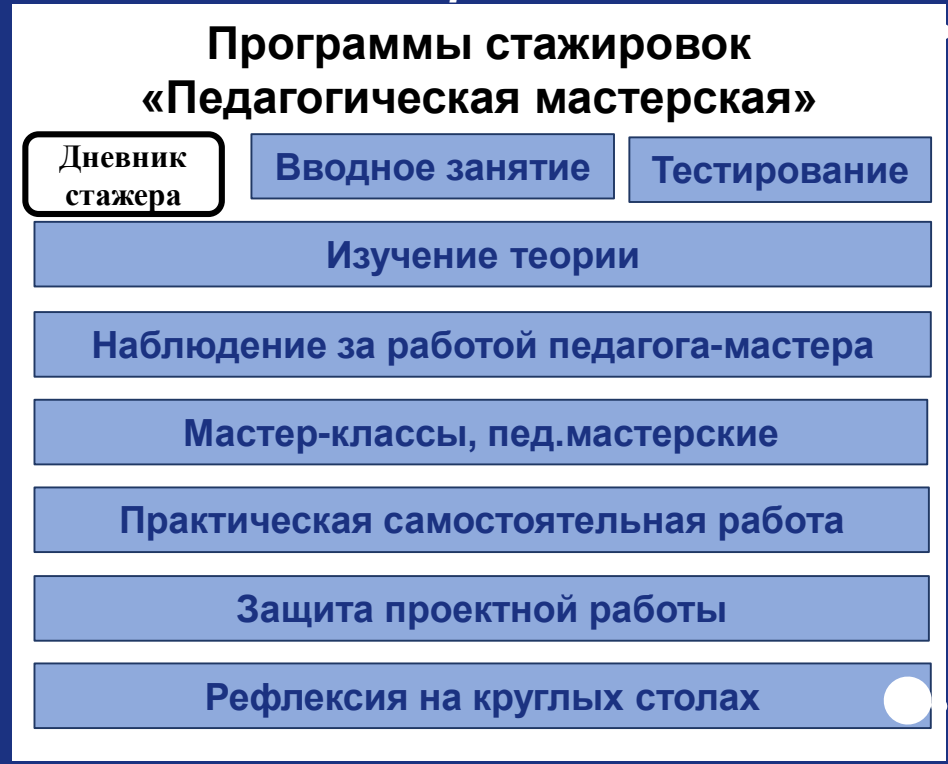 Программы стажировок
«Педагогическая мастерская»
Дневник
стажера
Вводное занятие
Тестирование
Изучение теории
Наблюдение за работой педагога-мастера
Мастер-классы, пед.мастерские
Практическая самостоятельная работа
Защита проектной работы
Рефлексия на круглых столах